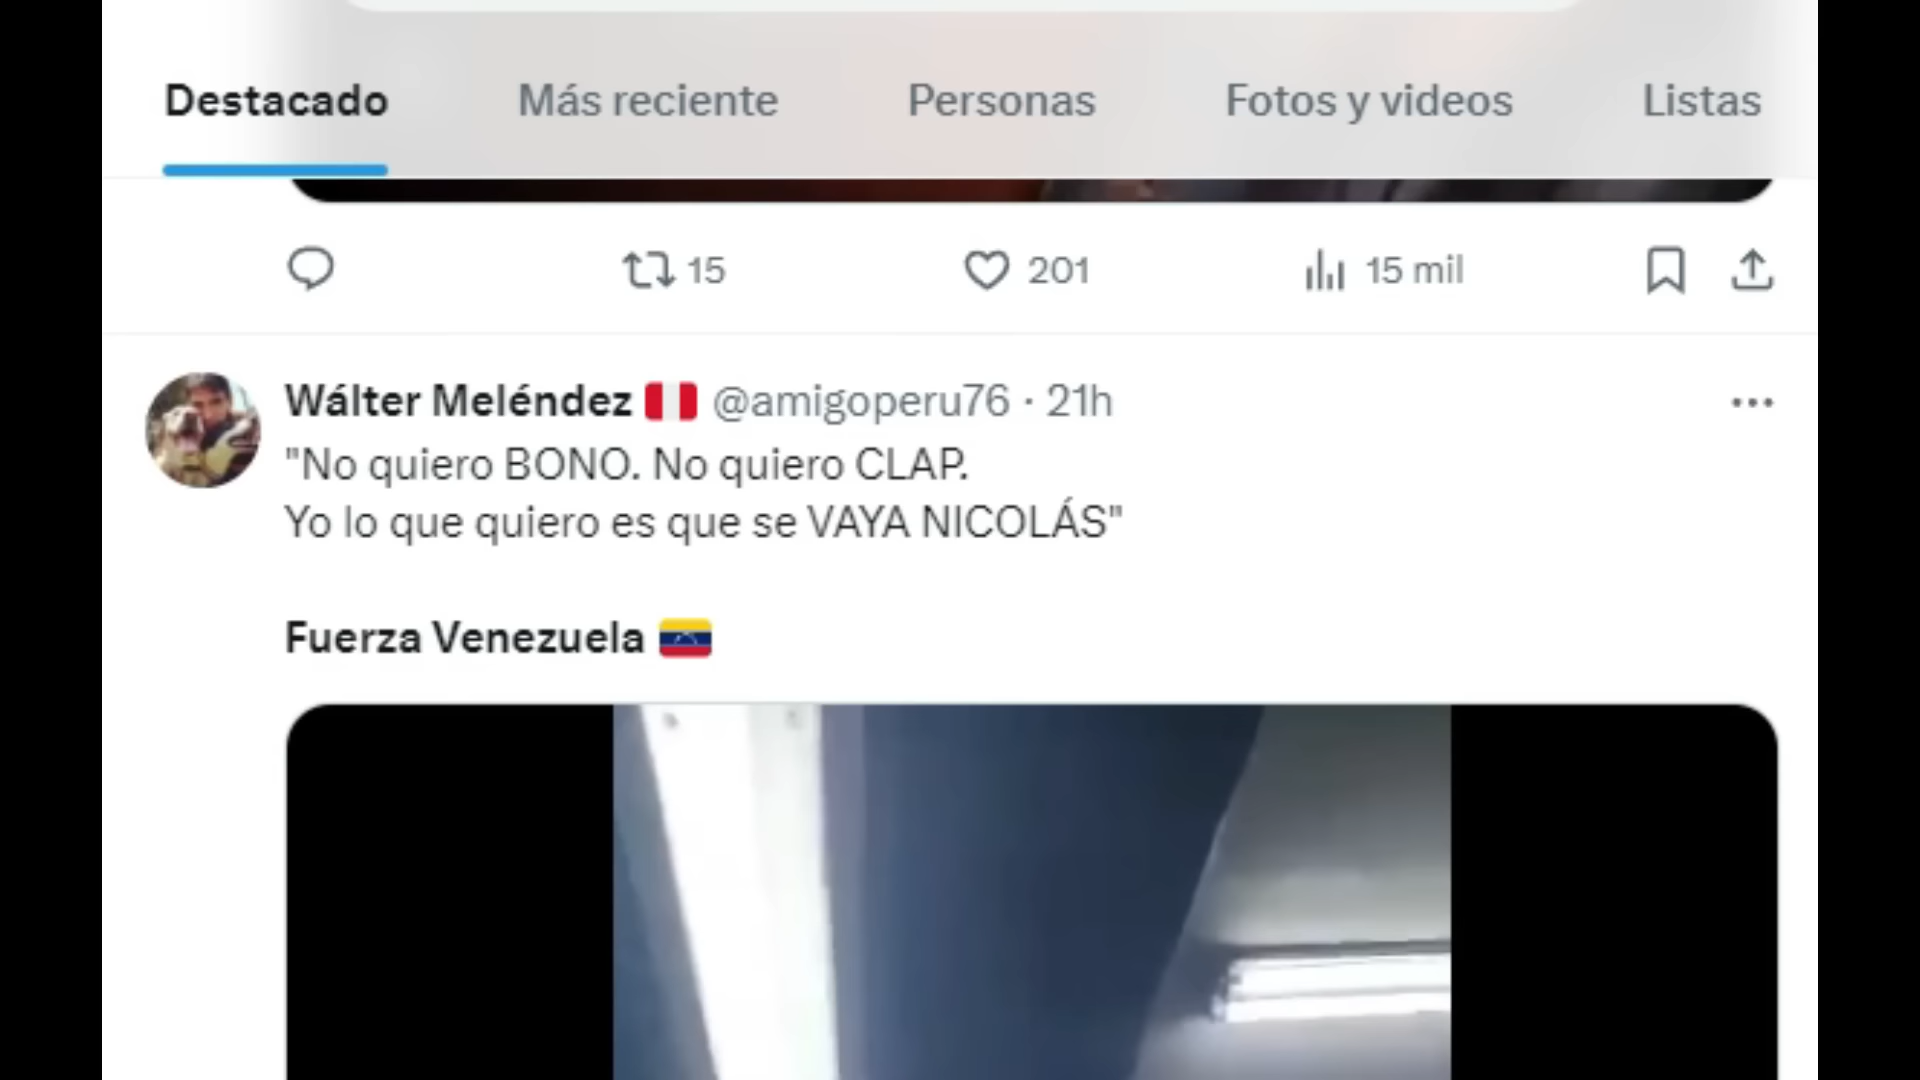 Destacado Más reciente Personas Fotos y videos Listas
15 201 15 mil
Wálter Meléndez 🇵🇪 @amigoperu76 · 21h
"No quiero BONO. No quiero CLAP.
Yo lo que quiero es que se VAYA NICOLÁS"
Fuerza Venezuela 🇻🇪